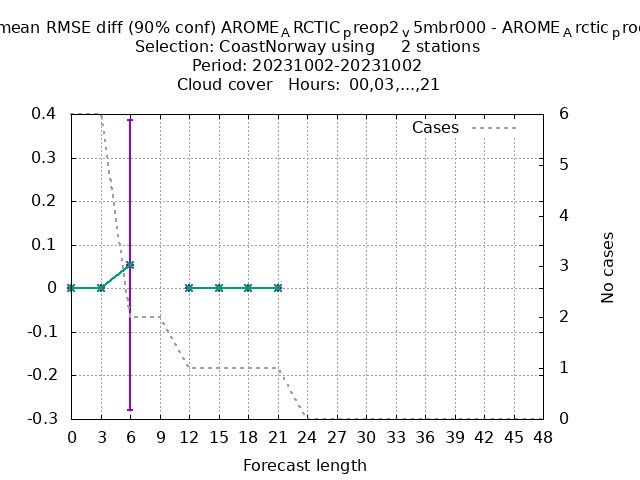 mean RMSE diff (90% conf) AROME_ARCTIC_preop2_v5mbr000 - AROME_Arctic_pro
Selection: CoastNorway using 2 stations
Period: 20231002-20231002
Cloud cover Hours: 00,03,...,21
Cases
0.4
0.3
0.2
0.1
0
-0.1
-0.2
-0.3
6
5
4
3
2
1
0
No cases
0 3 6 9 12 15 18 21 24 27 30 33 36 39 42 45 48
Forecast length